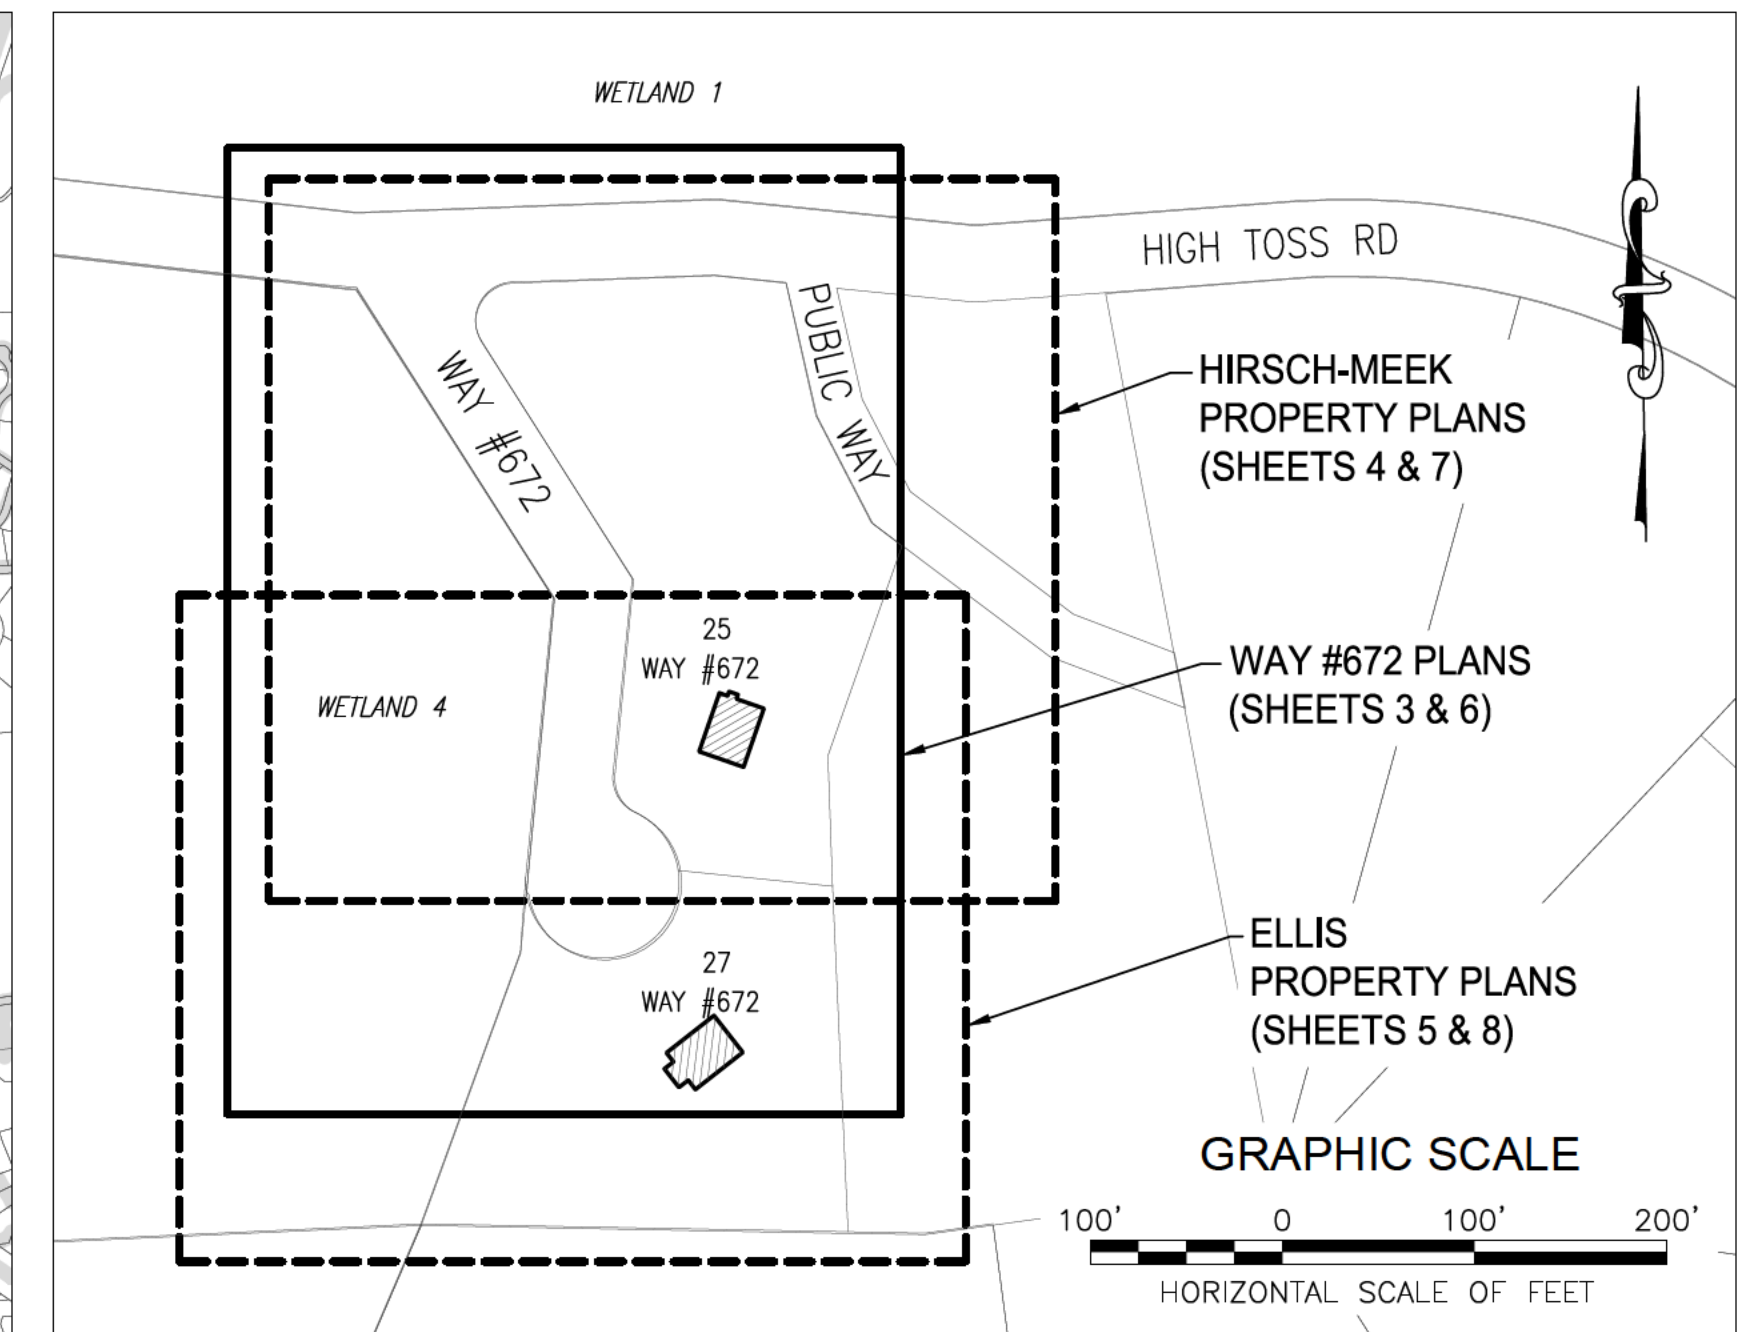 WETLAND 1
HIGH TOSS RD
PUBLIC WAY
WAY #672
HIRSCH-MEEK
PROPERTY PLANS
(SHEETS 4 & 7)
25
WAY #672
WETLAND 4
WAY #672 PLANS
(SHEETS 3 & 6)
27
WAY #672
ELLIS
PROPERTY PLANS
(SHEETS 5 & 8)
GRAPHIC SCALE
100' 0 100' 200'
HORIZONTAL SCALE OF FEET